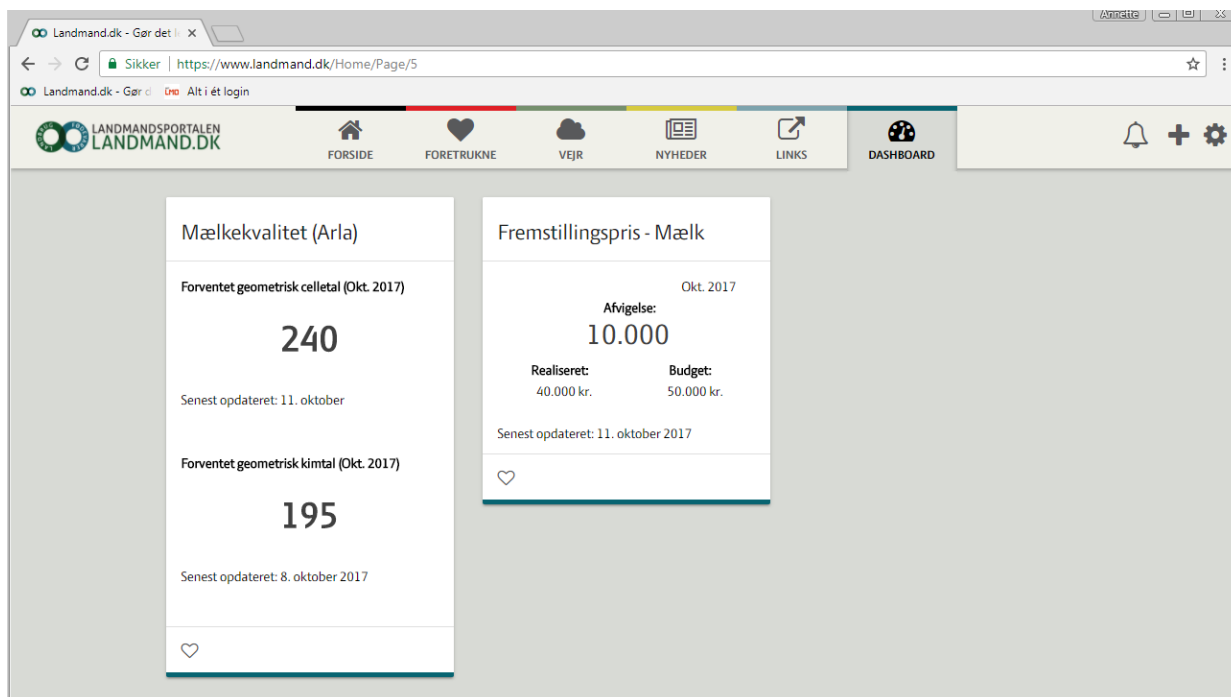 Annette
Landmand.dk - Gør det l
Sikker | https://www.landmand.dk/Home/Page/5
Landmand.dk - Gør d
CMD Alt i ét login
LANDMANDSPORTALEN
LANDMAND.DK
FORSIDE
FORETRUKNE
VEJR
NYHEDER
LINKS
DASHBOARD
Mælkekvalitet (Arla)
Forventet geometrisk celletal (Okt. 2017)
240
Senest opdateret: 11. oktober
Forventet geometrisk kimtal (Okt. 2017)
195
Senest opdateret: 8. oktober 2017
Fremstillingspris - Mælk
Okt. 2017
Afvigelse:
10.000
Realiseret: Budget:
40.000 kr. 50.000 kr.
Senest opdateret: 11. oktober 2017